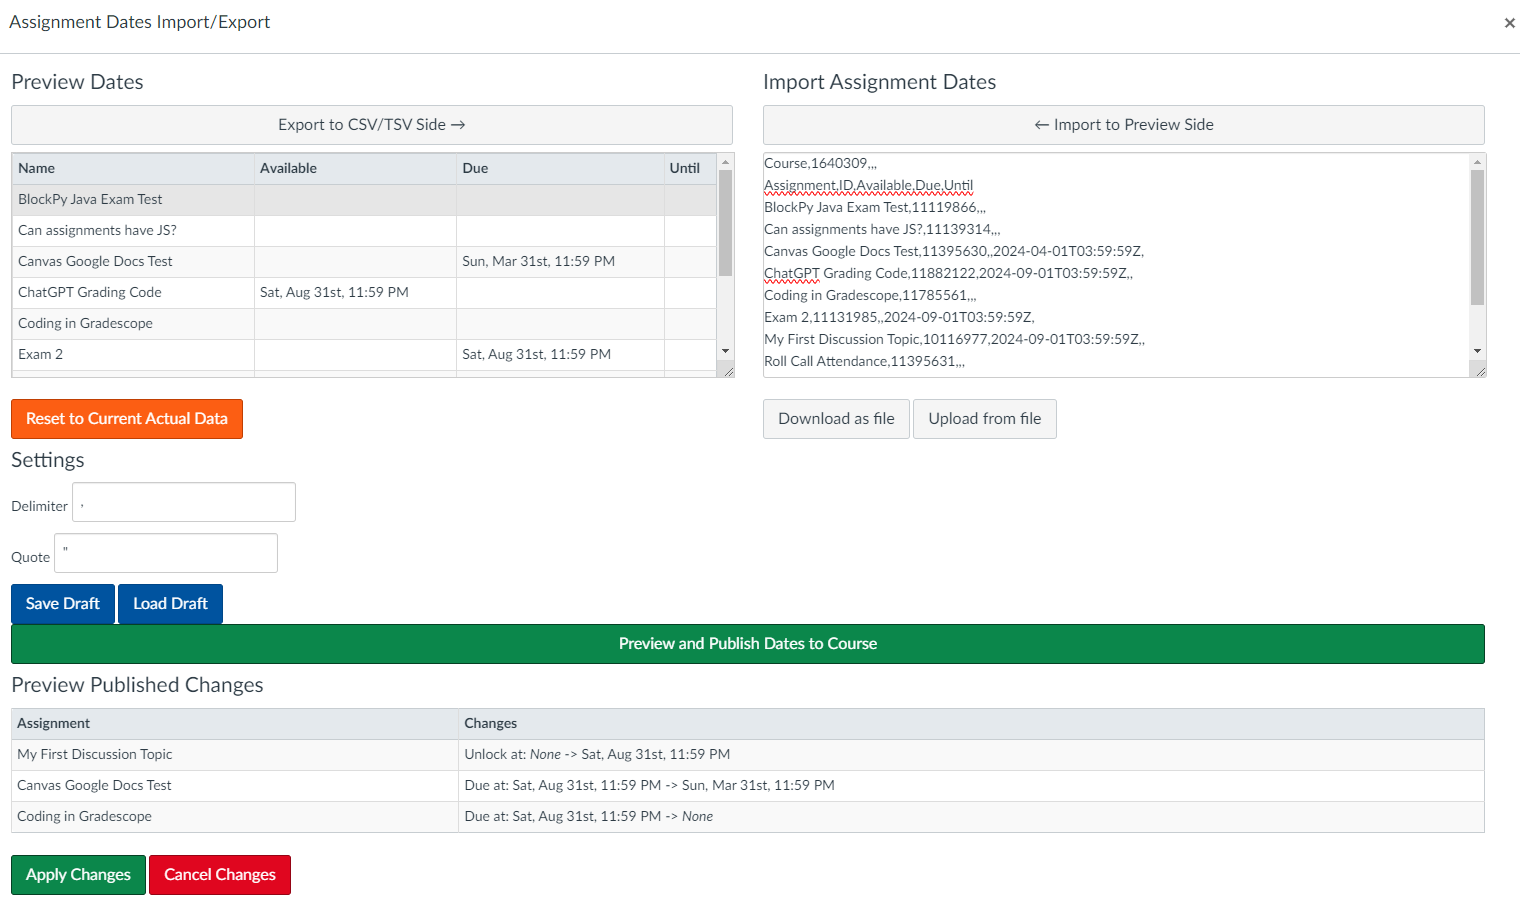 Assignment Dates Import/Export
×
Preview Dates
Export to CSV/TSV Side →
Name Available Due Until
BlockPy Java Exam Test
Can assignments have JS?
Canvas Google Docs Test Sun, Mar 31st, 11:59 PM
ChatGPT Grading Code Sat, Aug 31st, 11:59 PM
Coding in Gradescope
Exam 2 Sat, Aug 31st, 11:59 PM
Reset to Current Actual Data
Import Assignment Dates
← Import to Preview Side
Course,1640309,,,
Assignment,ID,Available,Due,Until
BlockPy Java Exam Test,11119866,,,
Can assignments have JS?,11139314,,,
Canvas Google Docs Test,11395630,,2024-04-01T03:59:59Z,
ChatGPT Grading Code,11882122,2024-09-01T03:59:59Z,,
Coding in Gradescope,11785561,,,
Exam 2,11131985,,2024-09-01T03:59:59Z,
My First Discussion Topic,10116977,2024-09-01T03:59:59Z,,
Roll Call Attendance,11395631,,,
Download as file Upload from file
Settings
Delimiter ,
Quote "
Save Draft Load Draft
Preview and Publish Dates to Course
Preview Published Changes
Assignment Changes
My First Discussion Topic Unlock at: None -> Sat, Aug 31st, 11:59 PM
Canvas Google Docs Test Due at: Sat, Aug 31st, 11:59 PM -> Sun, Mar 31st, 11:59 PM
Coding in Gradescope Due at: Sat, Aug 31st, 11:59 PM -> None
Apply Changes Cancel Changes